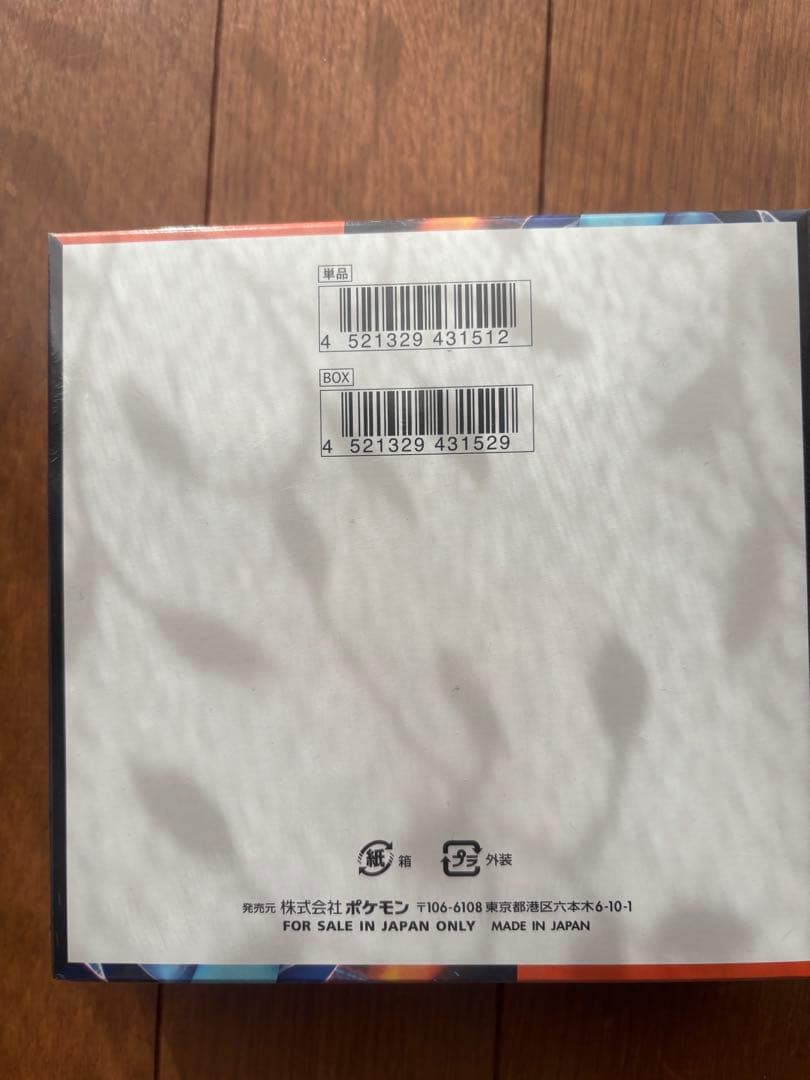 単品
4 521329 431512
BOX
4 521329 431529
紙 箱 プラ 外装
発売元 株式会社 ポケモン 〒106-6108 東京都港区六本木6-10-1
FOR SALE IN JAPAN ONLY MADE IN JAPAN